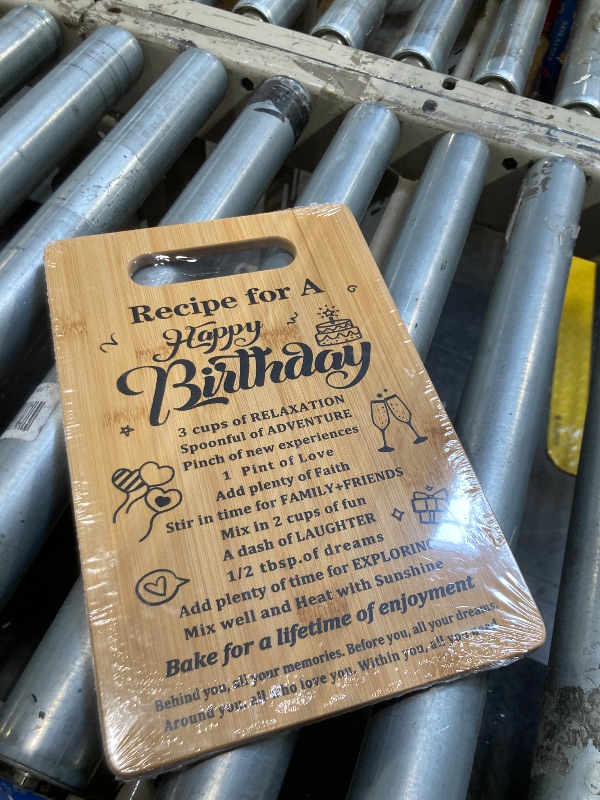 Recipe for A
Happy
Birthday
3 cups of RELAXATION
Spoonful of ADVENTURE
Pinch of new experiences
1 Pint of Love
Add plenty of Faith
Stir in time for FAMILY+FRIENDS
Mix in 2 cups of fun
A dash of LAUGHTER
1/2 tbsp.of dreams
Add plenty of time for EXPLORING
Mix well and Heat with Sunshine
Bake for a lifetime of enjoyment
Behind you, all your memories. Before you, all your dreams.
Around you, all who love you. Within you, all you need.